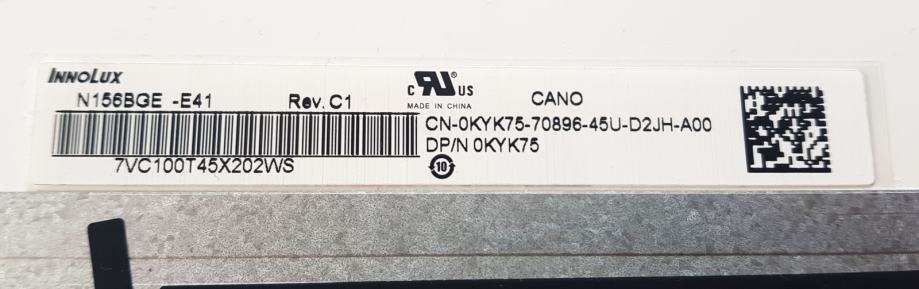 INNOLUX
N156BGE -E41 Rev. C1
7VC100T45X202WS
C RU® US
MADE IN CHINA
CANO
CN-0KYK75-70896-45U-D2JH-A00
DP/N 0KYK75
10